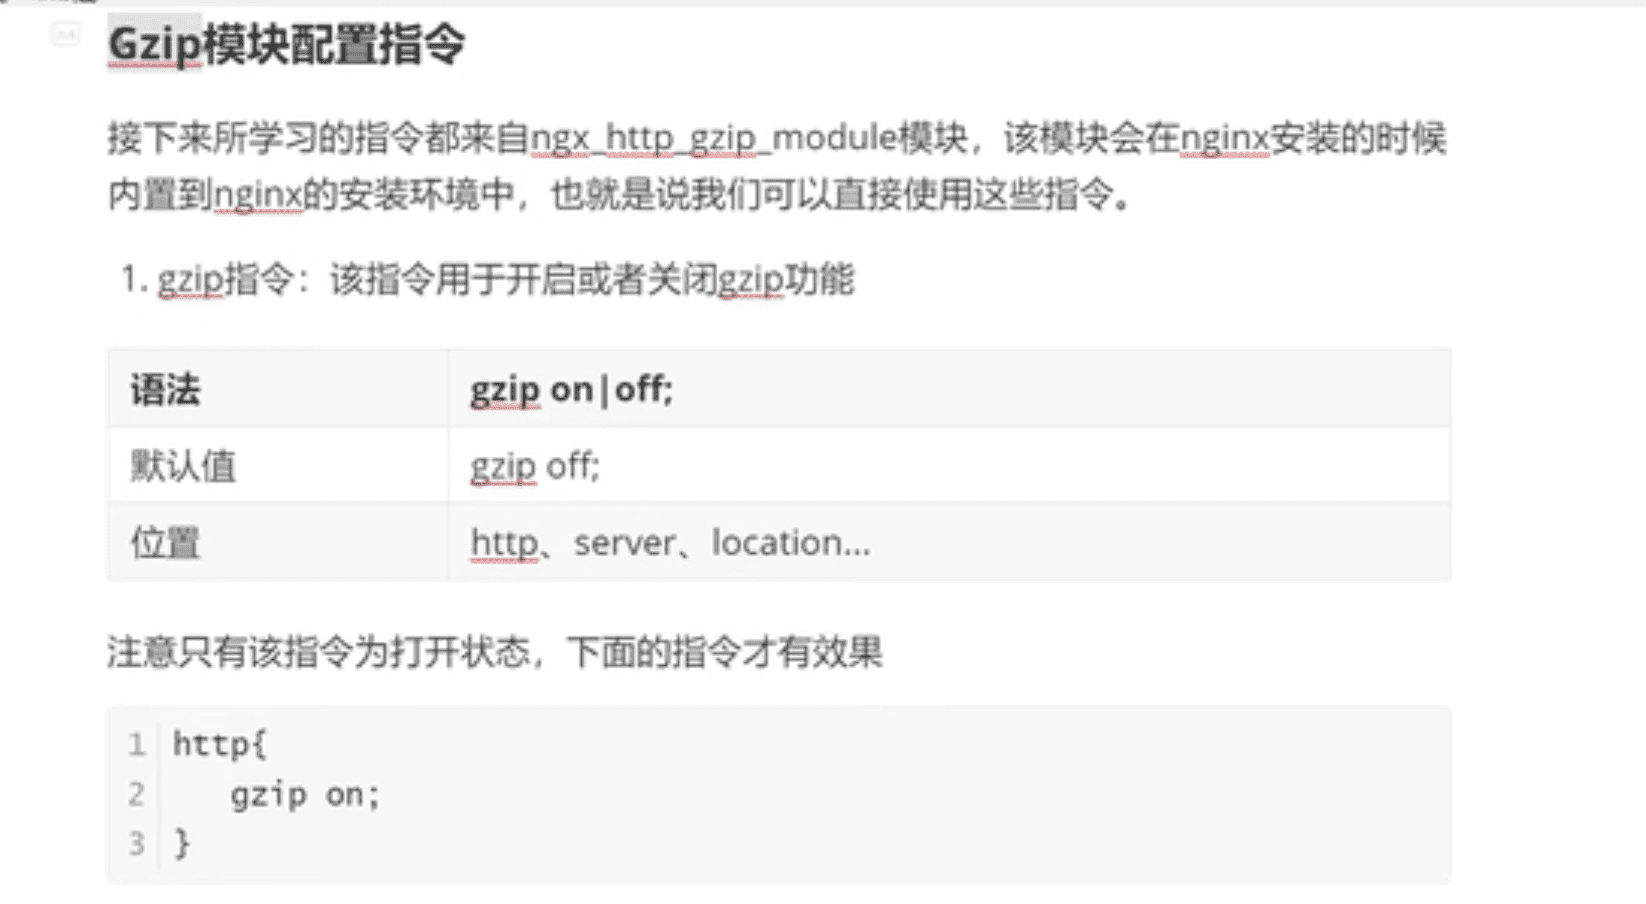 Gzip模块配置指令
接下来所学习的指令都来自ngx_http_gzip_module模块，该模块会在nginx安装的时候
内置到nginx的安装环境中，也就是说我们可以直接使用这些指令。
1. gzip指令：该指令用于开启或者关闭gzip功能
语法 gzip on|off;
默认值 gzip off;
位置 http、server、location...
注意只有该指令为打开状态，下面的指令才有效果
1 http{
2    gzip on;
3 }